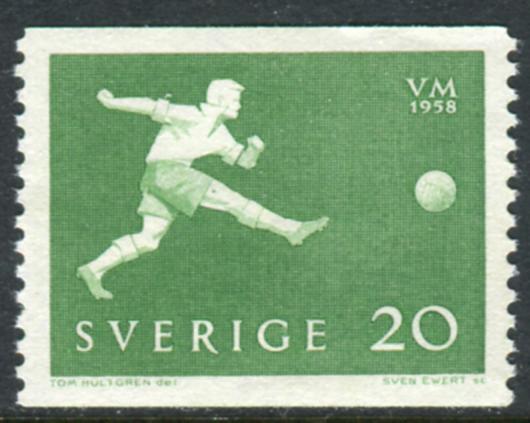 VM
1958
SVERIGE 20
TOM HULTGREN del SVEN EWERT sc